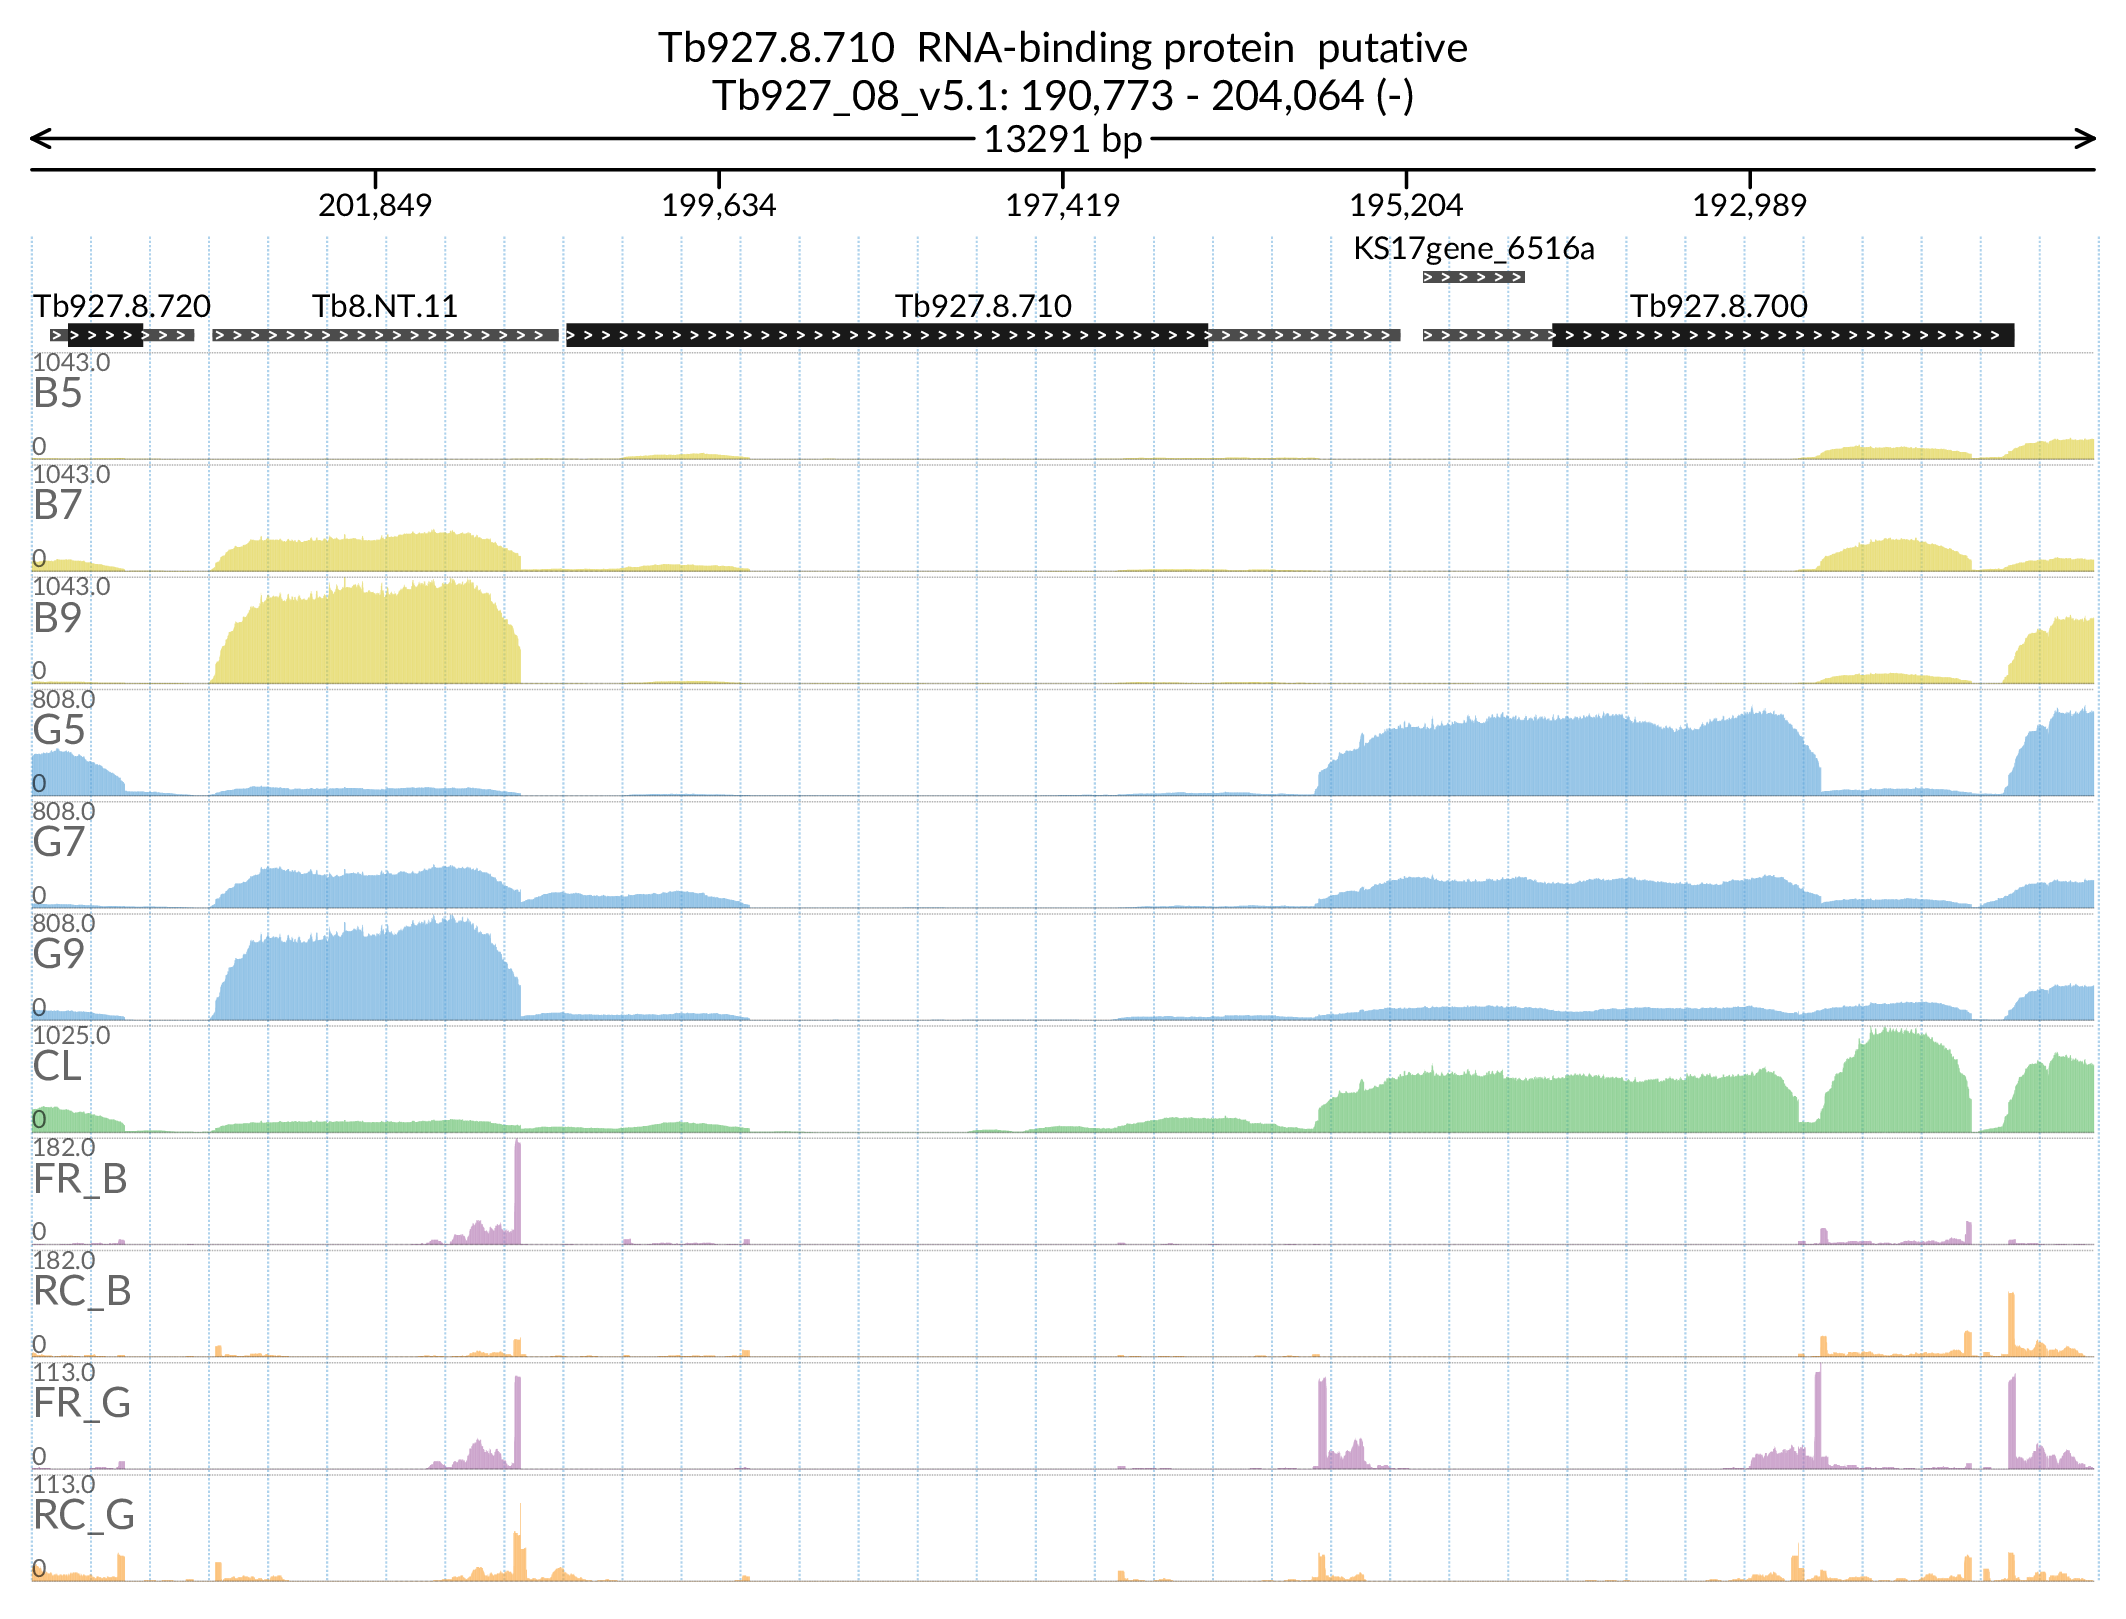 Tb927.8.710 RNA-binding protein putative
Tb927_08_v5.1: 190,773 - 204,064 (-)
13291 bp
201,849 199,634 197,419 195,204 192,989
KS17gene_6516a
Tb927.8.720 Tb8.NT.11 Tb927.8.710 Tb927.8.700
1043.0
B5
0
1043.0
B7
0
1043.0
B9
0
808.0
G5
0
808.0
G7
0
808.0
G9
0
1025.0
CL
0
182.0
FR_B
0
182.0
RC_B
0
113.0
FR_G
0
113.0
RC_G
0